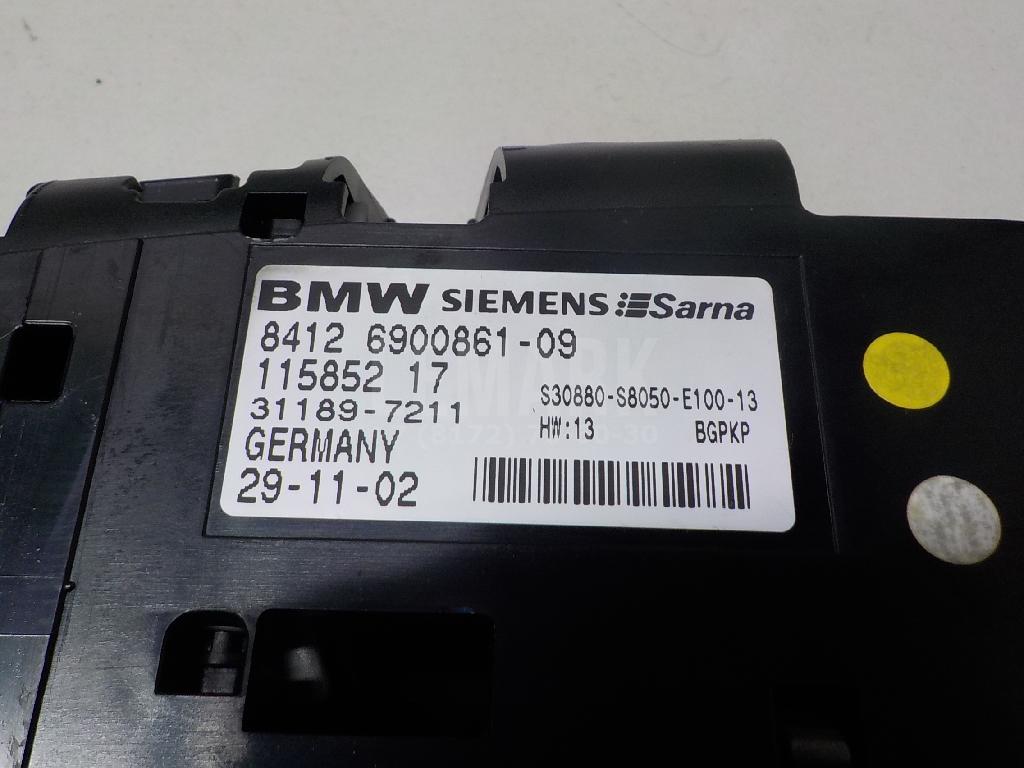 BMW SIEMENS Sarna
8412 6900861-09
115852 17
31189-7211
S30880-S8050-E100-13
HW:13 BGPKP
GERMANY
29-11-02